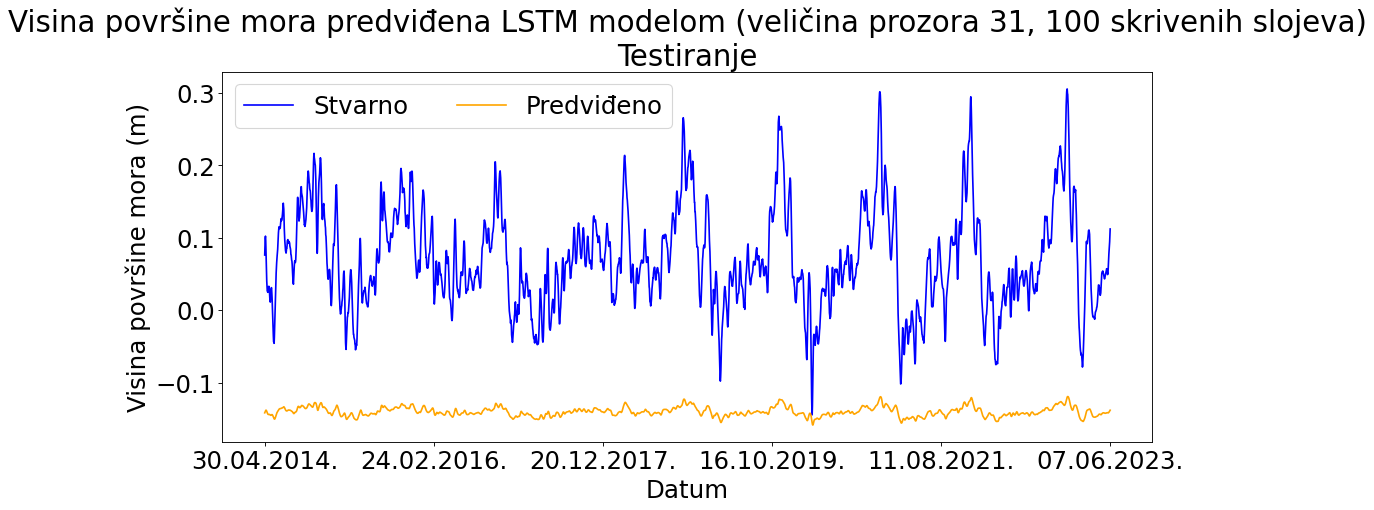 Visina površine mora predviđena LSTM modelom (veličina prozora 31, 100 skrivenih slojeva)
Testiranje
Stvarno
Predviđeno
Visina površine mora (m)
0.3
0.2
0.1
0.0
−0.1
30.04.2014.
24.02.2016.
20.12.2017.
16.10.2019.
11.08.2021.
07.06.2023.
Datum